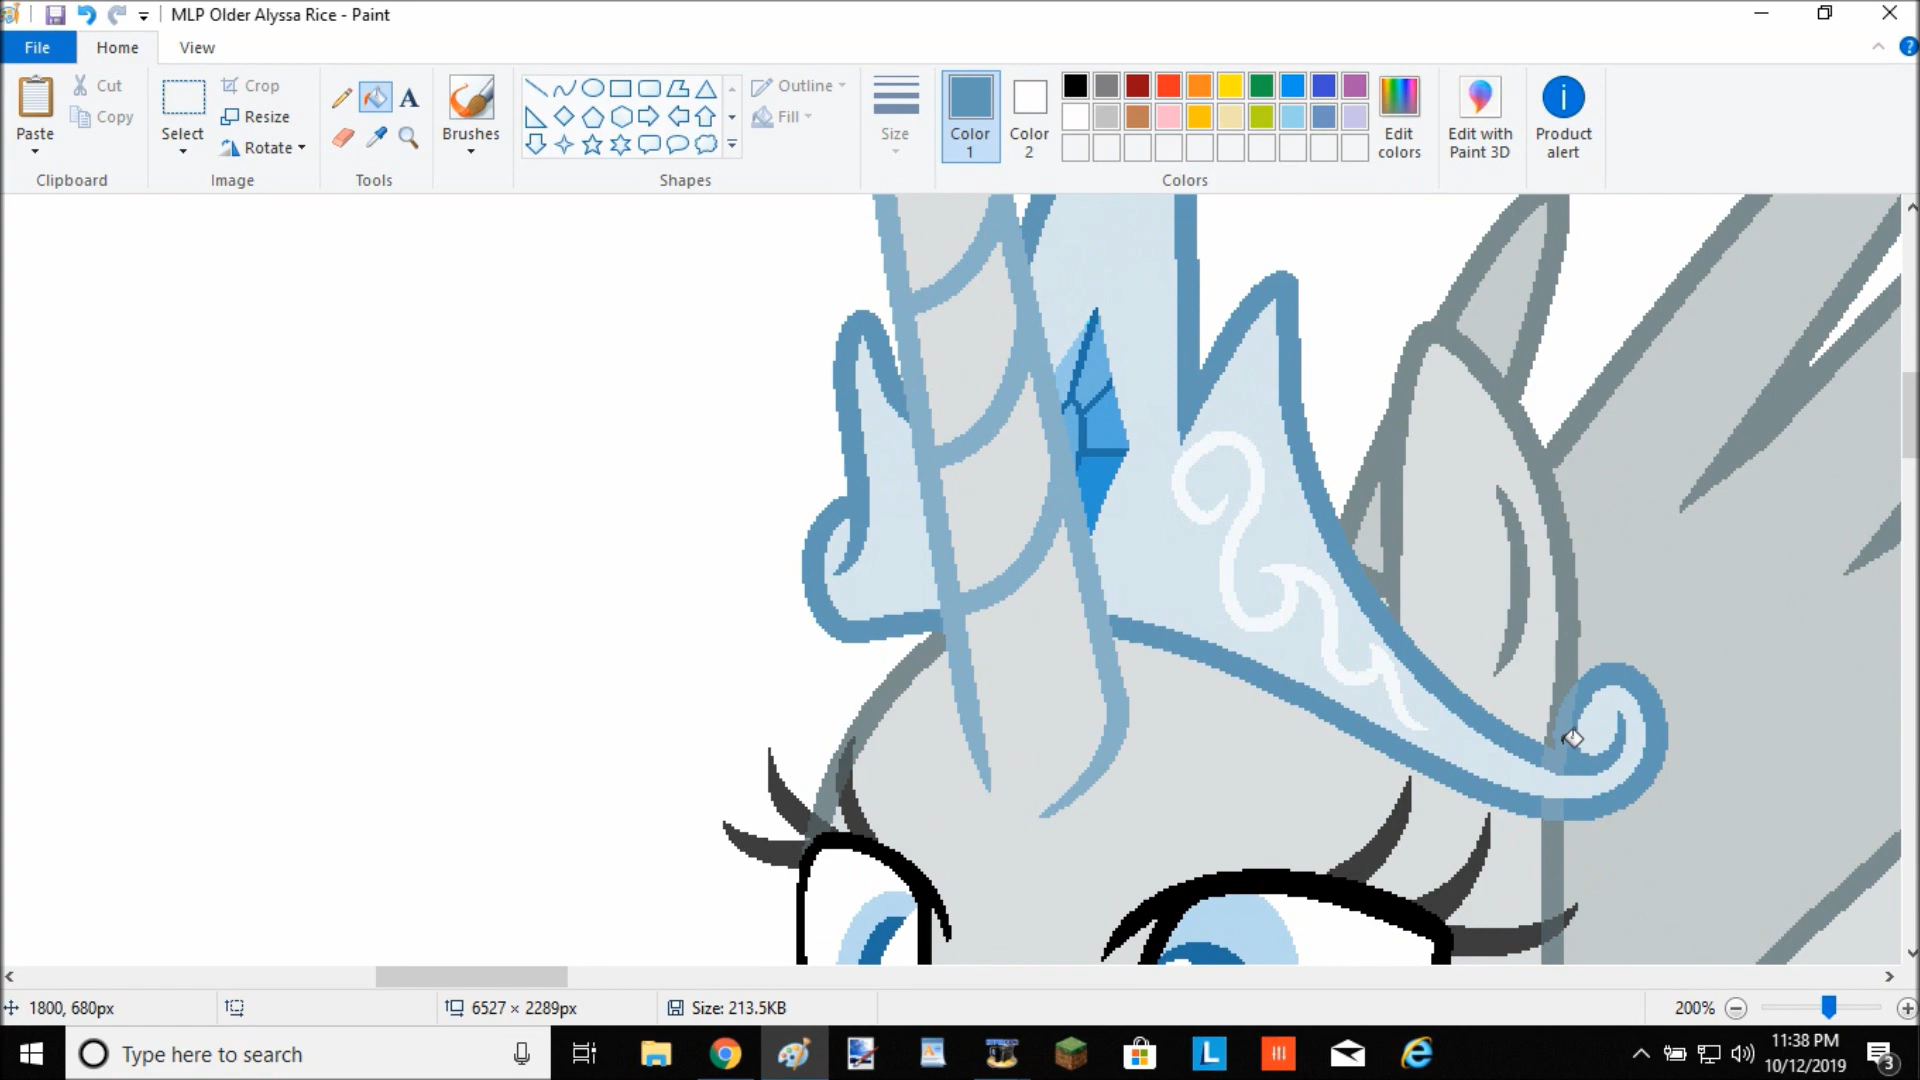 MLP Older Alyssa Rice - Paint
File
Home
View
Paste
Cut
Copy
Clipboard
Select
Crop
Resize
Rotate
Image
A
Tools
Brushes
Outline
Fill
Shapes
Size
Color 1
Color 2
Edit colors
Colors
Edit with Paint 3D
Product alert
1800, 680px
6527 × 2289px
Size: 213.5KB
200%
Type here to search
L
11:38 PM
10/12/2019
3